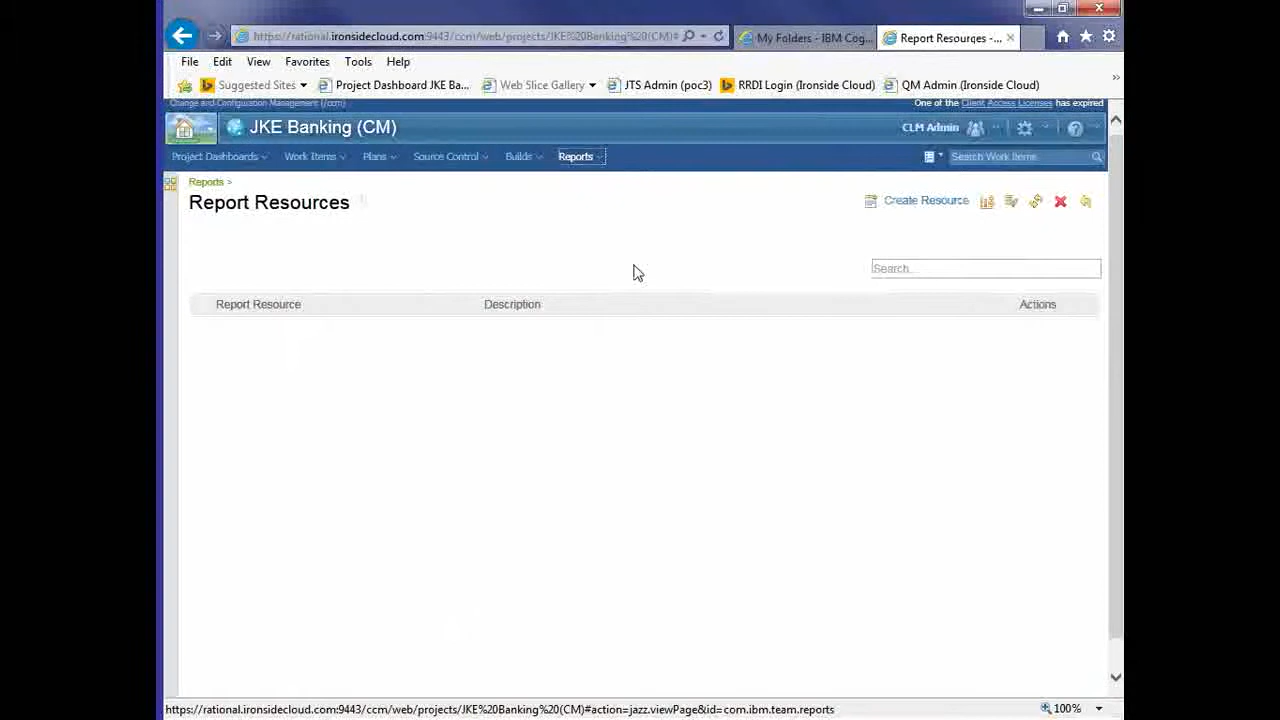 https://rational.ironsidecloud.com:9443/ccm/web/projects/JKE%20Banking%20(CM)#
My Folders - IBM Cog...
Report Resources -...
File Edit View Favorites Tools Help
Suggested Sites
Project Dashboard JKE Ba...
Web Slice Gallery
JTS Admin (poc3)
RRDI Login (Ironside Cloud)
QM Admin (Ironside Cloud)
Change and Configuration Management (/ccm)
One of the Client Access Licenses has expired
JKE Banking (CM)
CLM Admin
Project Dashboards
Work Items
Plans
Source Control
Builds
Reports
Search Work Items
Reports >
Report Resources
Create Resource
Search...
Report Resource
Description
Actions
https://rational.ironsidecloud.com:9443/ccm/web/projects/JKE%20Banking%20(CM)#action=jazz.viewPage&id=com.ibm.team.reports
100%